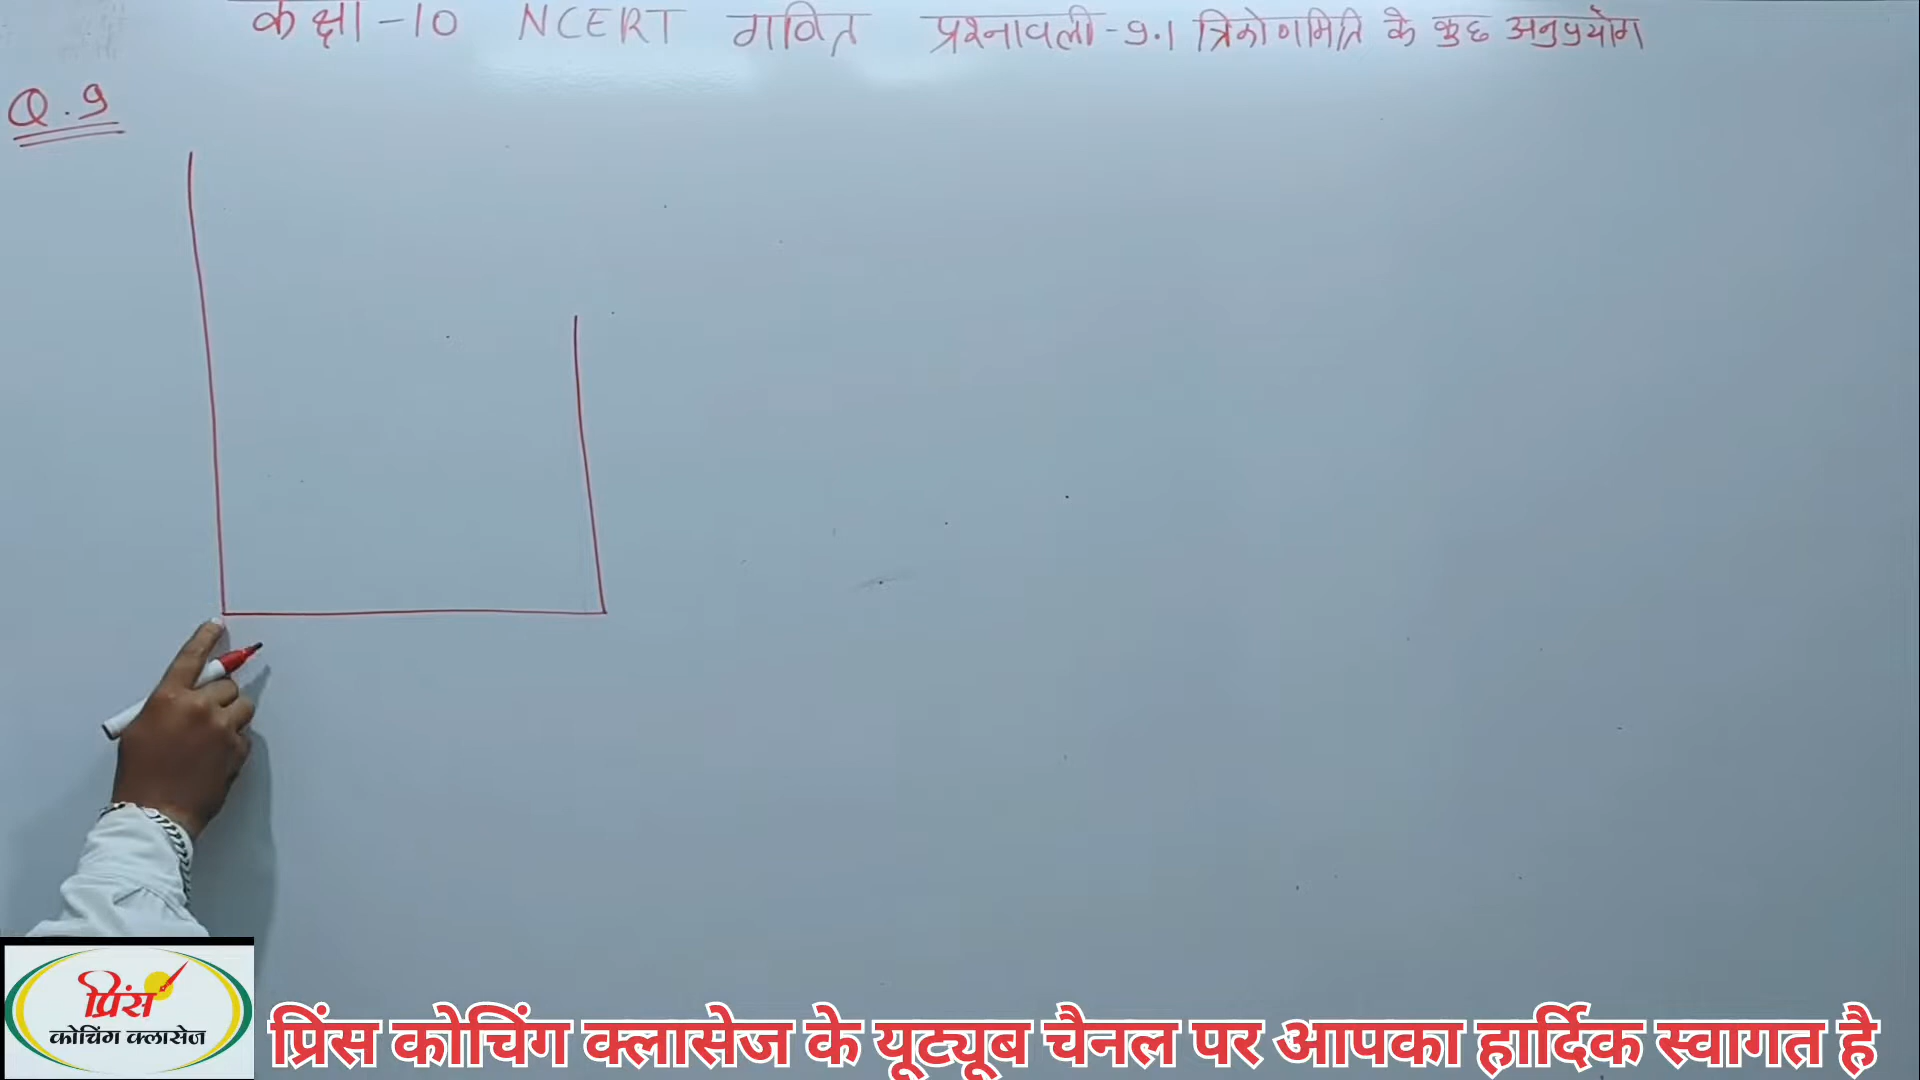 कक्षा -10 NCERT गणित प्रश्नावली-9.1 त्रिकोणमिति के कुछ अनुप्रयोग
Q.9
प्रिंस
कोचिंग क्लासेज
प्रिंस कोचिंग क्लासेज के यूट्यूब चैनल पर आपका हार्दिक स्वागत है